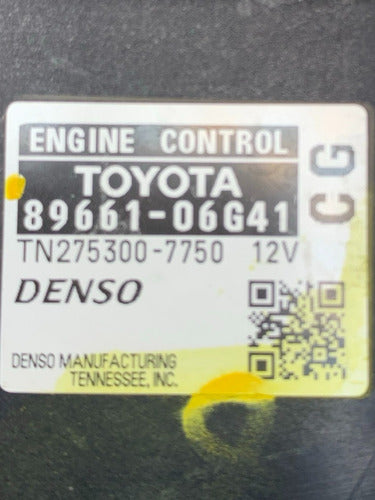 ENGINE CONTROL
TOYOTA
89661-06G41
CG
TN275300-7750 12V
DENSO
DENSO MANUFACTURING
TENNESSEE, INC.